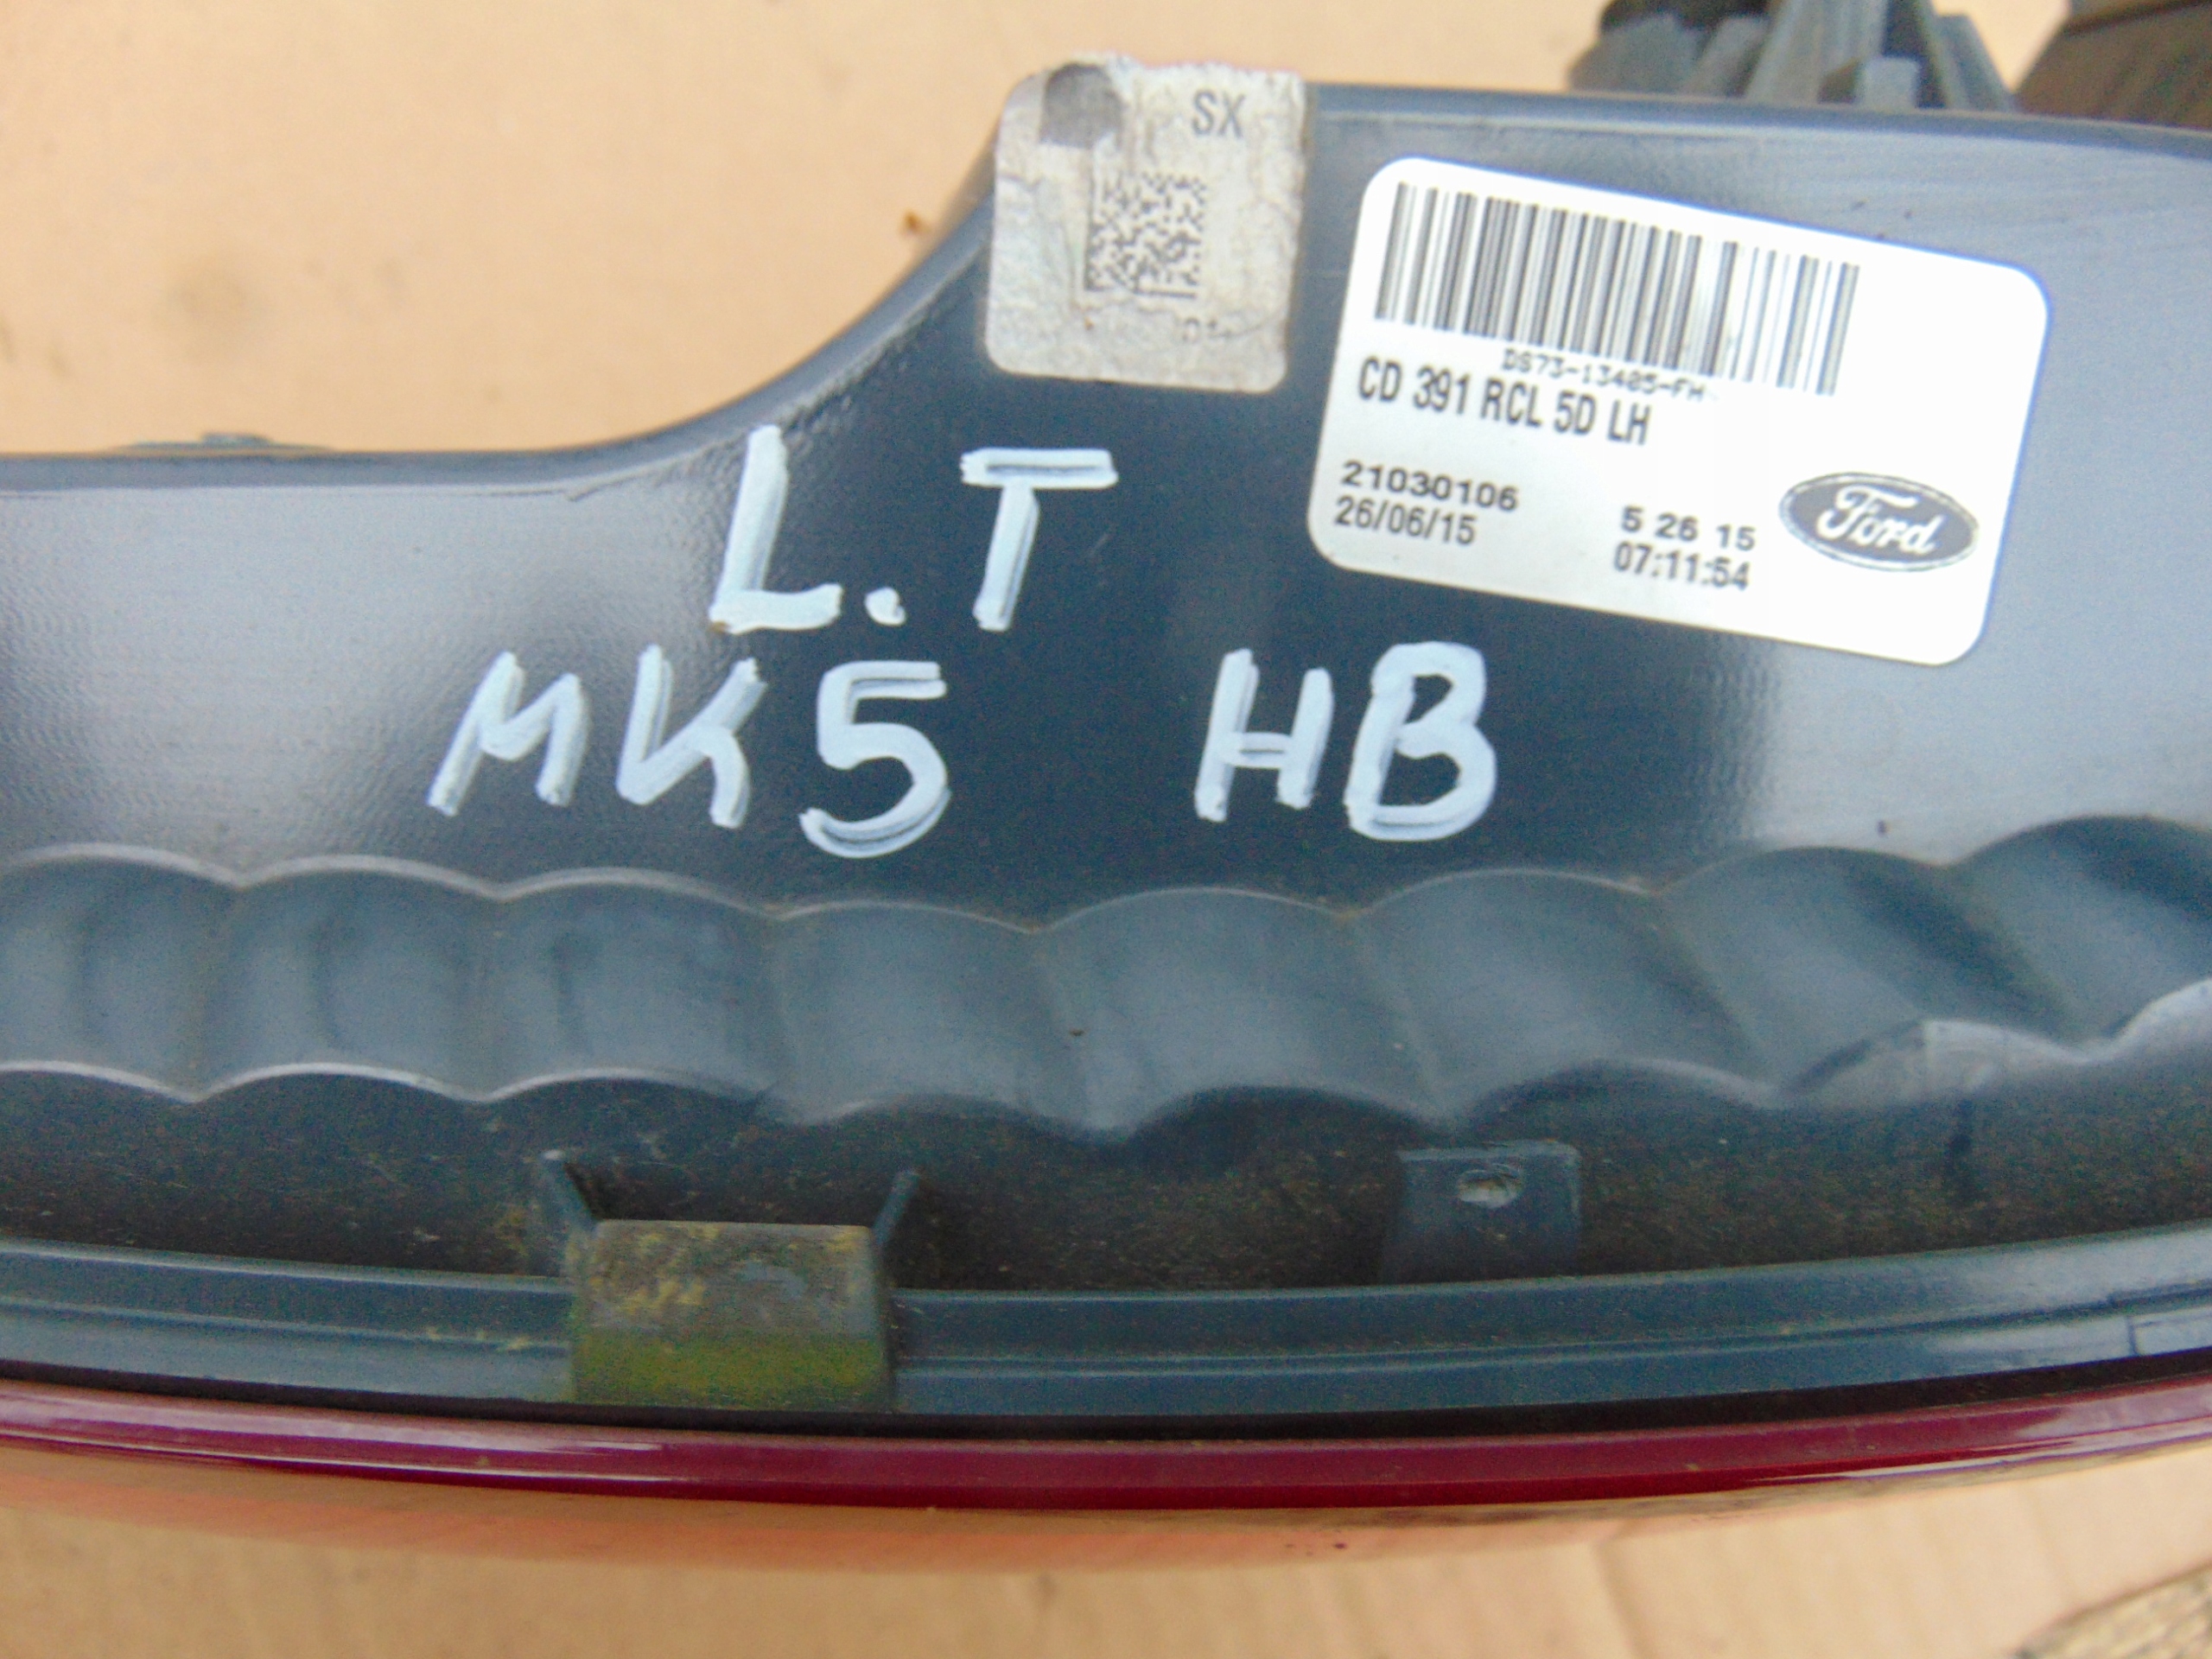 SX
DS73-13405-FH
CD 391 RCL 5D LH
21030106
26/06/15
5 26 15
07:11:54
Ford
L.T
MK5 HB